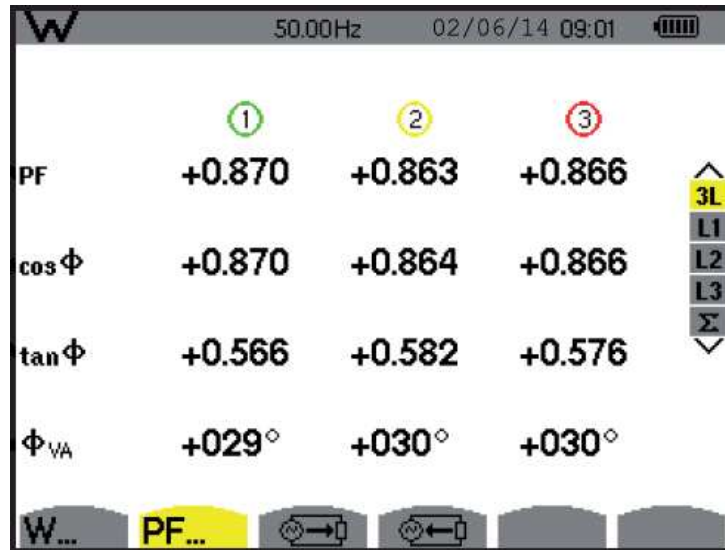 W 50.00Hz 02/06/14 09:01
1 2 3
PF +0.870 +0.863 +0.866
3L
L1
cos Φ +0.870 +0.864 +0.866
L2
L3
Σ
tan Φ +0.566 +0.582 +0.576
ΦVA +029° +030° +030°
W... PF...